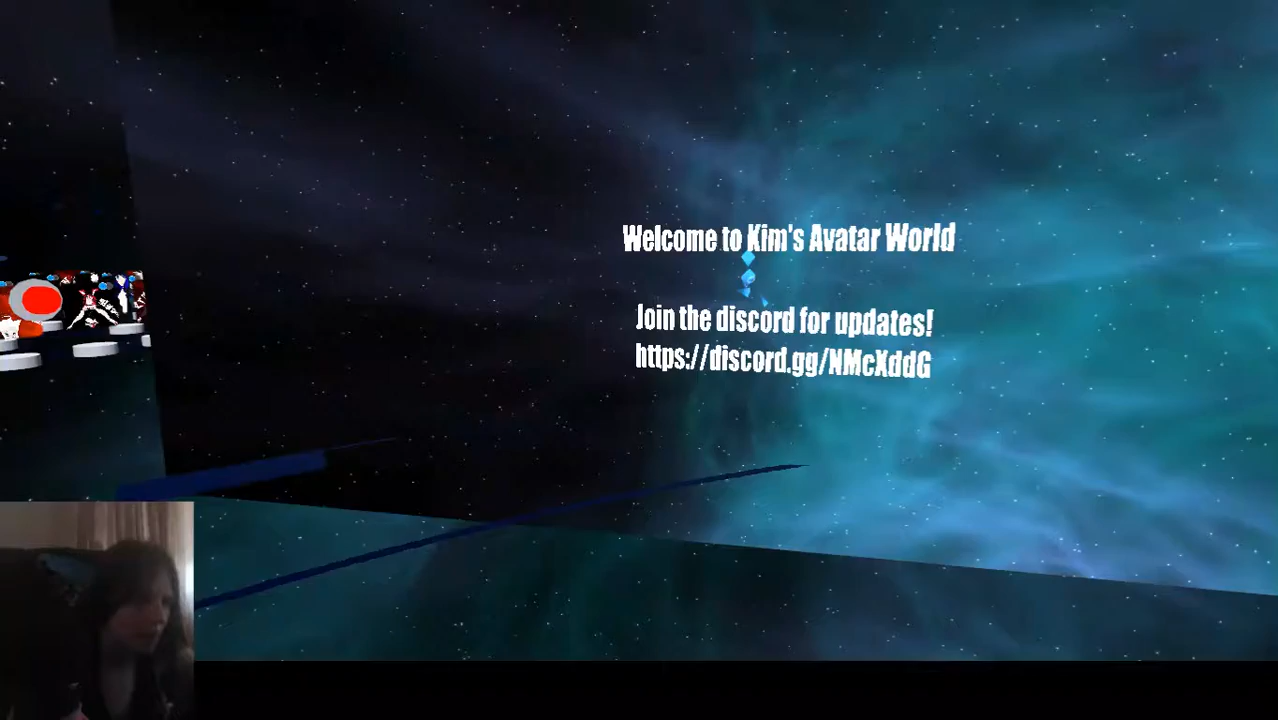 Welcome to Kim's Avatar World
Join the discord for updates!
https://discord.gg/NMcXddG